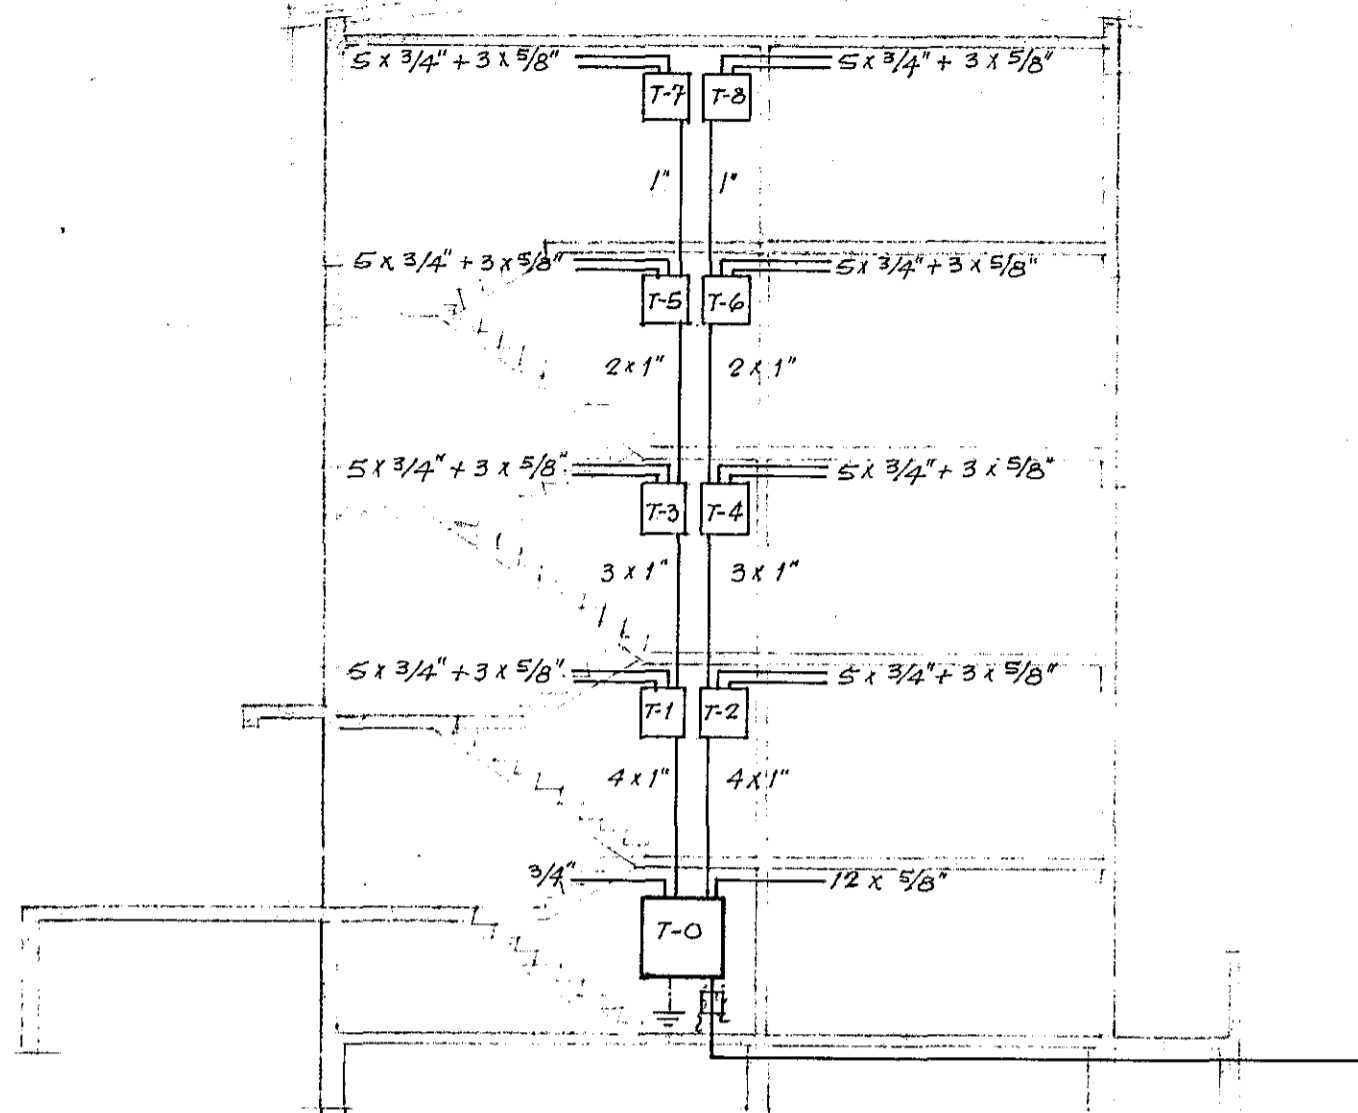 5 x 3/4" + 3 x 5/8" 5 x 3/4" + 3 x 5/8"
T-7 T-8
1" 1"
5 x 3/4" + 3 x 5/8" 5 x 3/4" + 3 x 5/8"
T-5 T-6
2 x 1" 2 x 1"
5 x 3/4" + 3 x 5/8" 5 x 3/4" + 3 x 5/8"
T-3 T-4
3 x 1" 3 x 1"
5 x 3/4" + 3 x 5/8" 5 x 3/4" + 3 x 5/8"
T-1 T-2
4 x 1" 4 x 1"
3/4" 12 x 5/8"
T-0